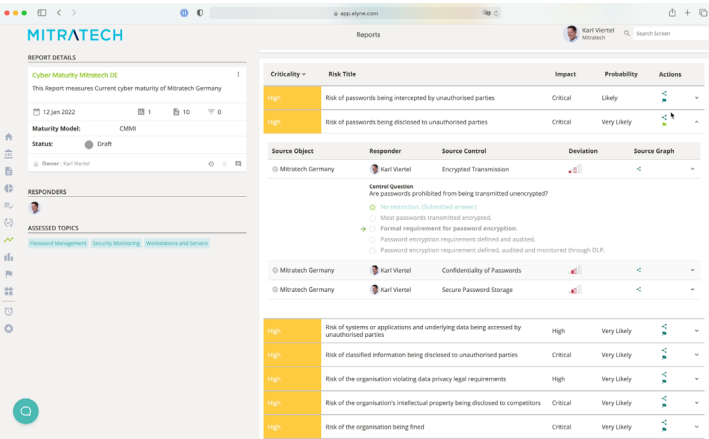 app.alyne.com
MITRATECH
Reports
Karl Viertel
Mitratech
Search Screen
REPORT DETAILS
Cyber Maturity Mitratech DE
This Report measures Current cyber maturity of Mitratech Germany
12 Jan 2022
1
10
0
Maturity Model:
CMMI
Status:
Draft
Owner: Karl Viertel
RESPONDERS
ASSESSED TOPICS
Password Management
Security Monitoring
Workstations and Servers
Criticality
Risk Title
Impact
Probability
Actions
High
Risk of passwords being intercepted by unauthorised parties
Critical
Likely
High
Risk of passwords being disclosed to unauthorised parties
Critical
Very Likely
Source Object
Responder
Source Control
Deviation
Source Graph
Mitratech Germany
Karl Viertel
Encrypted Transmission
Control Question
Are passwords prohibited from being transmitted unencrypted?
No restriction. (Submitted answer)
Most passwords transmitted encrypted.
Formal requirement for password encryption.
Password encryption requirement defined and audited.
Password encryption requirement defined, audited and monitored through DLP.
Mitratech Germany
Karl Viertel
Confidentiality of Passwords
Mitratech Germany
Karl Viertel
Secure Password Storage
High
Risk of systems or applications and underlying data being accessed by
unauthorised parties
High
Very Likely
High
Risk of classified information being disclosed to unauthorised parties
Critical
Very Likely
High
Risk of the organisation violating data privacy legal requirements
High
Very Likely
High
Risk of the organisation's intellectual property being disclosed to competitors
Critical
Very Likely
High
Risk of the organisation being fined
Critical
Very Likely